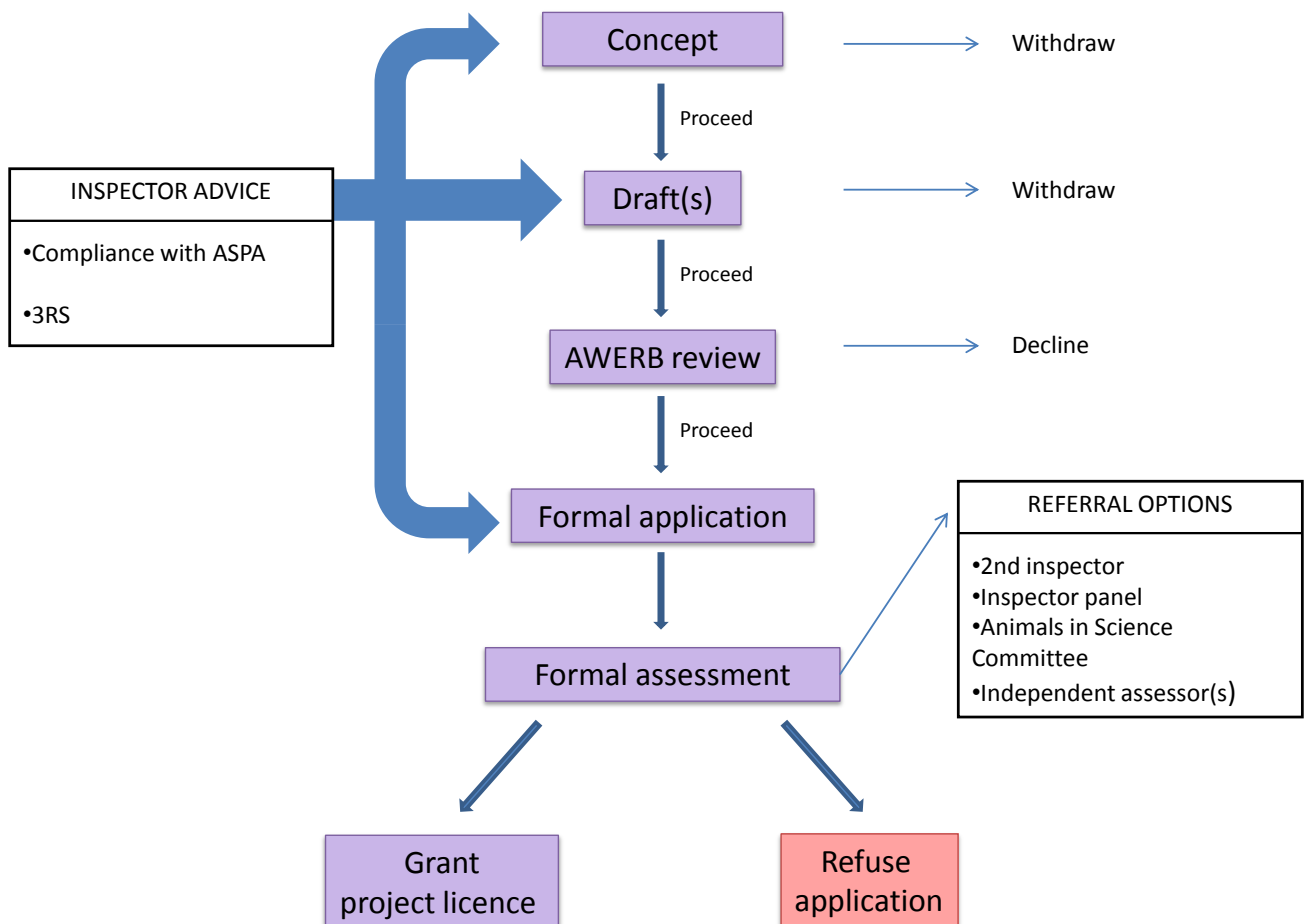 Concept
Withdraw
Proceed
INSPECTOR ADVICE
•Compliance with ASPA
•3RS
Draft(s)
Withdraw
Proceed
AWERB review
Decline
Proceed
Formal application
REFERRAL OPTIONS
•2nd inspector
•Inspector panel
•Animals in Science
Committee
•Independent assessor(s)
Formal assessment
Grant
project licence
Refuse
application